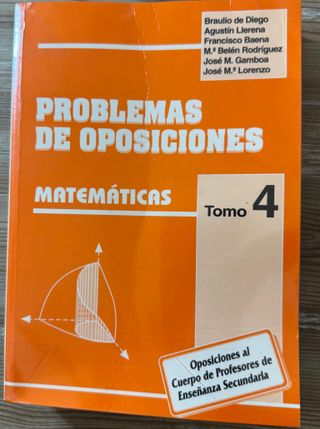 Braulio de Diego
Agustín Llerena
Francisco Baena
M.ª Belén Rodríguez
José M. Gamboa
José M.ª Lorenzo
PROBLEMAS
DE OPOSICIONES
MATEMÁTICAS
Tomo 4
Oposiciones al
Cuerpo de Profesores de
Enseñanza Secundaria